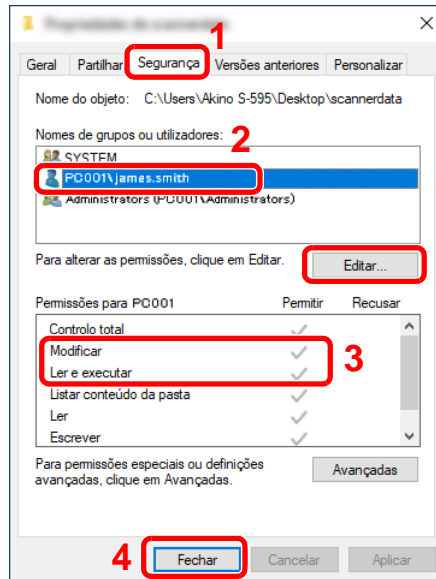 1
Geral Partilhar Segurança Versões anteriores Personalizar
Nome do objeto: C:\Users\Akino S-595\Desktop\scannerdata
Nomes de grupos ou utilizadores:
2
SYSTEM
PC001\james.smith
Administrators (PC001\Administrators)
Para alterar as permissões, clique em Editar.
Editar...
Permissões para PC001 Permitir Recusar
Controlo total
Modificar
Ler e executar
3
Listar conteúdo da pasta
Ler
Escrever
Para permissões especiais ou definições
avançadas, clique em Avançadas.
Avançadas
4
Fechar Cancelar Aplicar